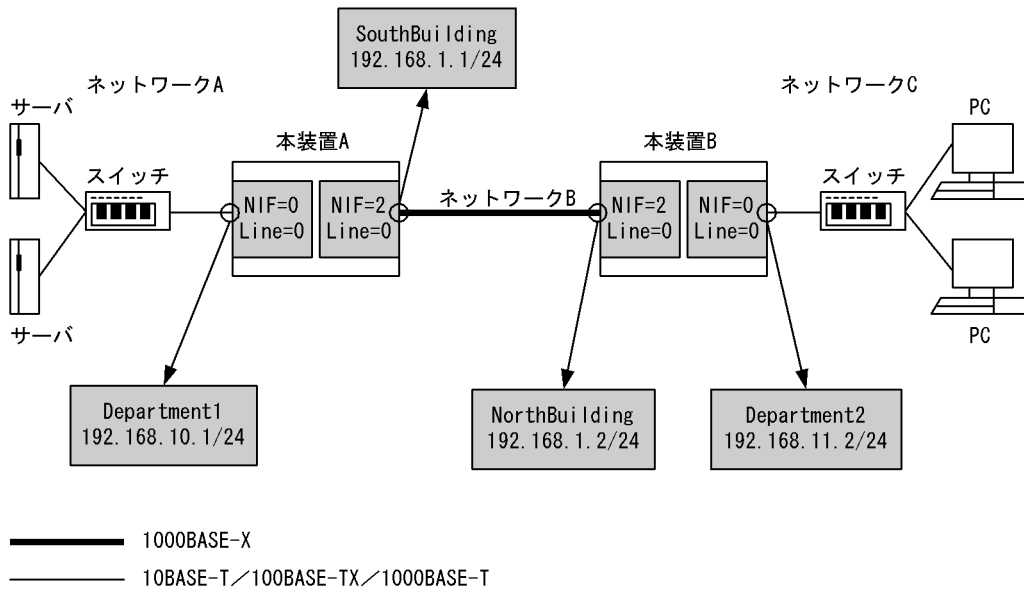 SouthBuilding
192.168.1.1/24
ネットワークA
ネットワークC
サーバ
PC
本装置A
本装置B
スイッチ
スイッチ
NIF=0
Line=0
NIF=2
Line=0
ネットワークB
NIF=2
Line=0
NIF=0
Line=0
サーバ
PC
Department1
192.168.10.1/24
NorthBuilding
192.168.1.2/24
Department2
192.168.11.2/24
1000BASE-X
10BASE-T／100BASE-TX／1000BASE-T